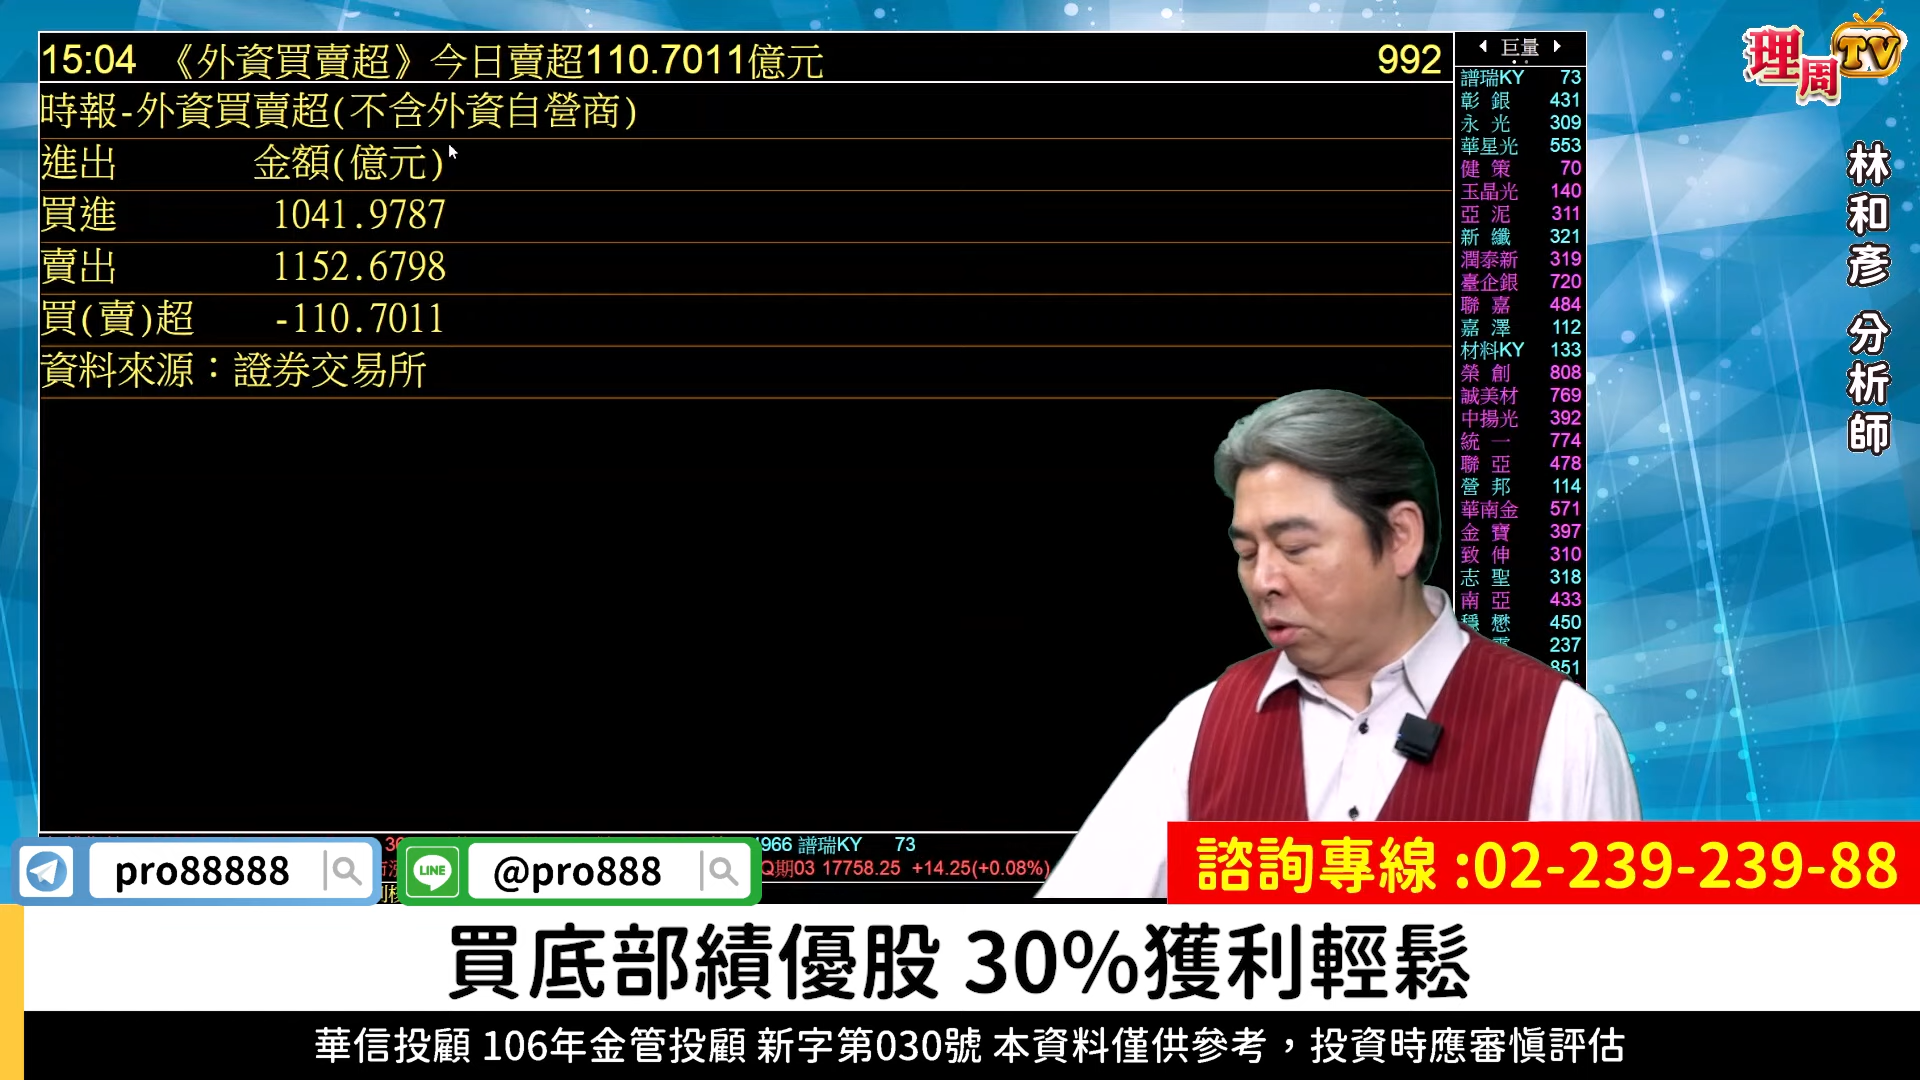 15:04 《外資買賣超》今日賣超110.7011億元 992
時報-外資買賣超(不含外資自營商)
進出 金額(億元)
買進 1041.9787
賣出 1152.6798
買(賣)超 -110.7011
資料來源：證券交易所
巨量
譜瑞KY 73
彰銀 431
永光 309
華星光 553
健策 70
玉晶光 140
亞泥 311
新纖 321
潤泰新 319
臺企銀 720
聯嘉 484
嘉澤 112
材料KY 133
榮創 808
誠美材 769
中揚光 392
統一 774
聯亞 478
營邦 114
華南金 571
金寶 397
致伸 310
志聖 318
南亞 433
穩懋 450
237
851
理周TV
林和彥 分析師
966 譜瑞KY 73
Q期03 17758.25 +14.25(+0.08%)
pro88888
LINE
@pro888
諮詢專線:02-239-239-88
買底部績優股 30%獲利輕鬆
華信投顧 106年金管投顧 新字第030號 本資料僅供參考，投資時應審慎評估